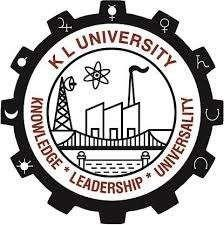 K L UNIVERSITY
KNOWLEDGE * LEADERSHIP * UNIVERSALITY